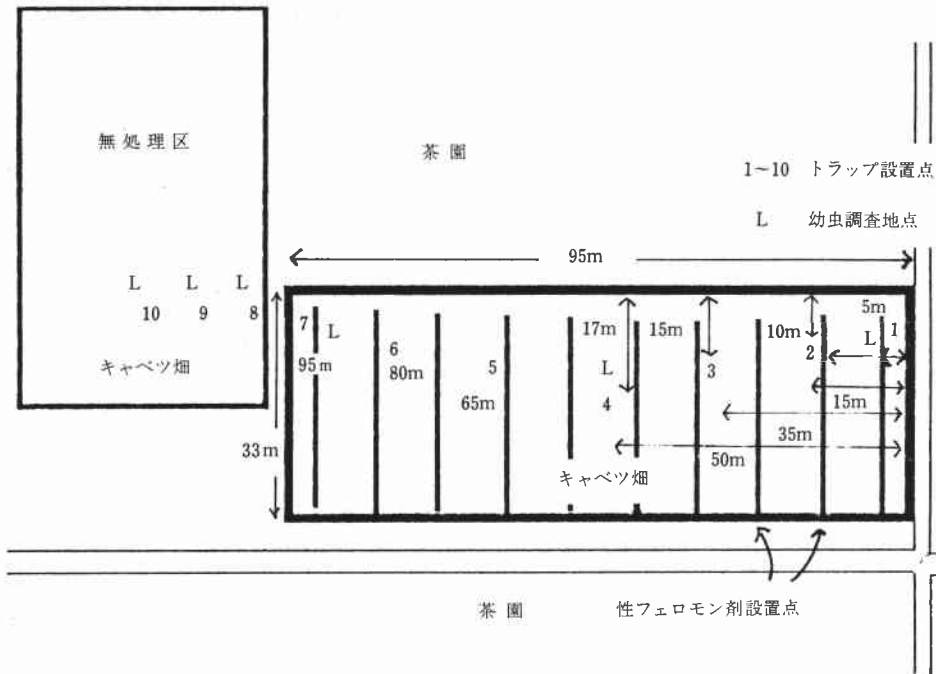 無処理区
茶園
1~10 トラップ設置点
L 幼虫調査地点
95m
L L L
10 9 8
キャベツ畑
7 L
95m
6
80m
5
65m
17m
L
4
15m
3
10m
2
5m
1
L
15m
35m
50m
33m
キャベツ畑
茶園
性フェロモン剤設置点